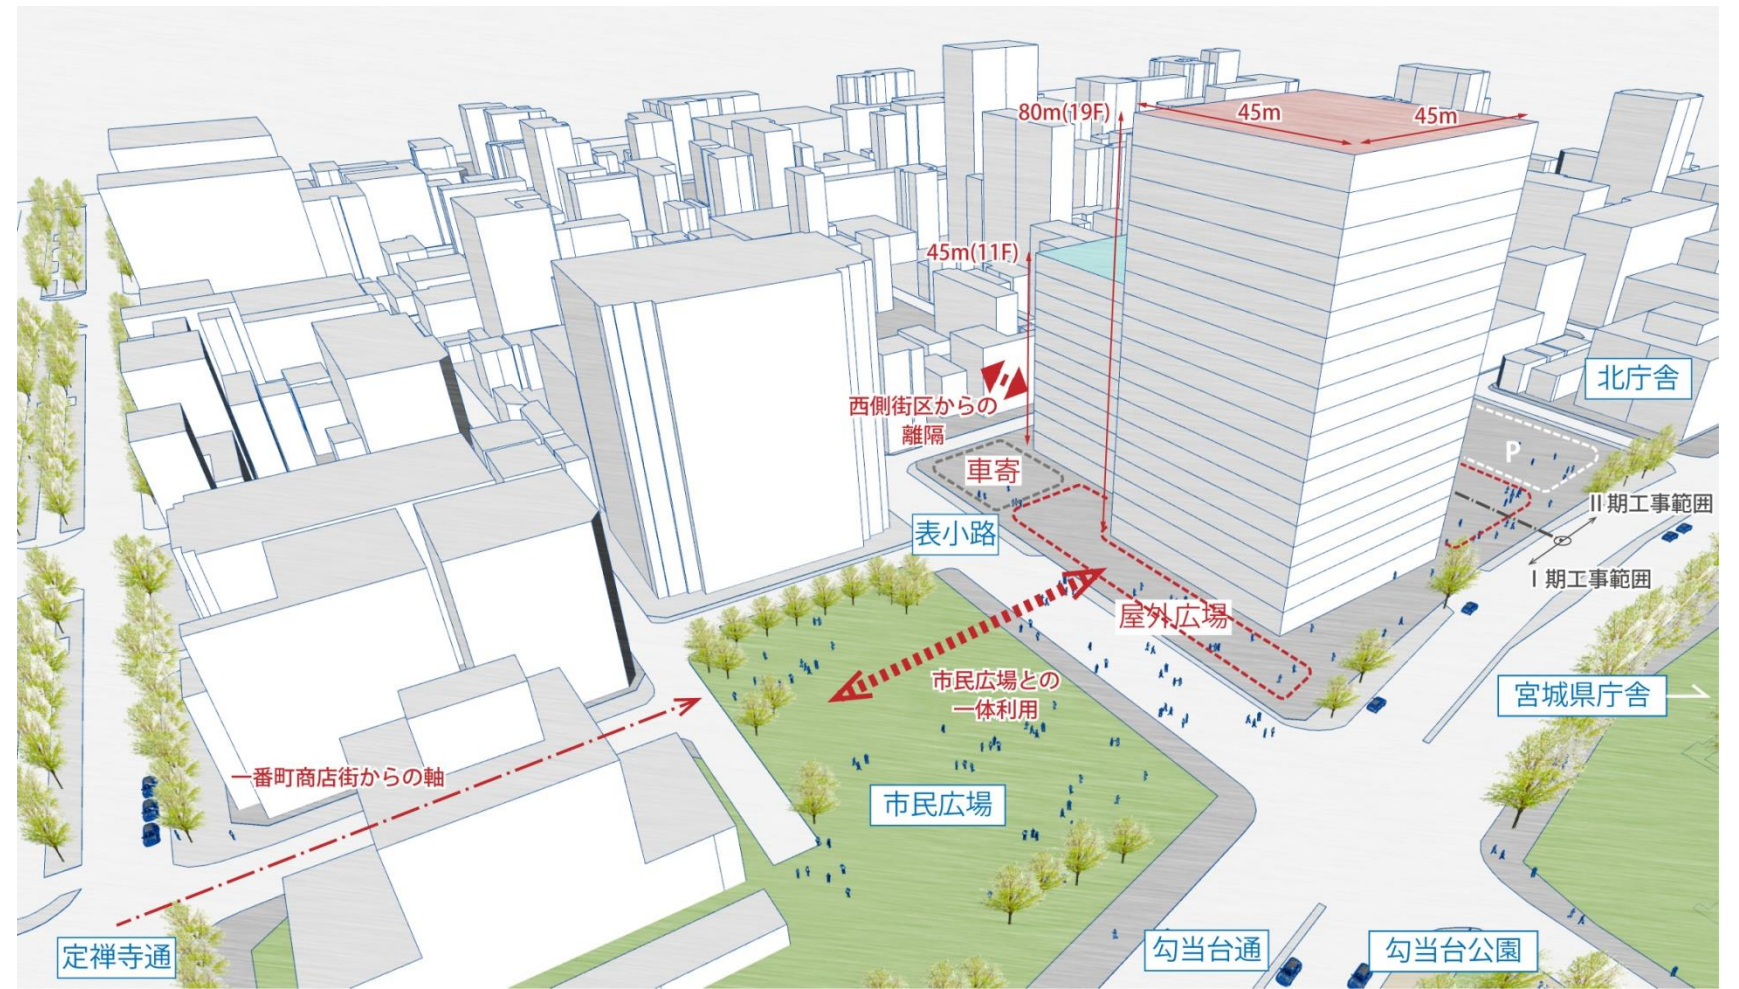 80m(19F)
45m
45m
45m(11F)
北庁舎
西側街区からの
離隔
車寄
P
Ⅱ期工事範囲
表小路
Ⅰ期工事範囲
屋外広場
市民広場との
一体利用
宮城県庁舎
一番町商店街からの軸
市民広場
定禅寺通
勾当台通
勾当台公園